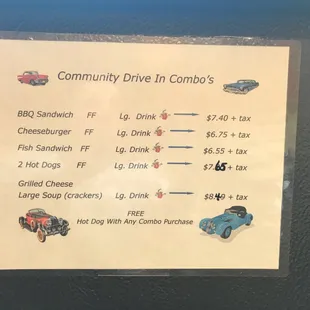 Community Drive In Combo's
BBQ Sandwich FF Lg. Drink $7.40 + tax
Cheeseburger FF Lg. Drink $6.75 + tax
Fish Sandwich FF Lg. Drink $6.55 + tax
2 Hot Dogs FF Lg. Drink $7.65 + tax
Grilled Cheese
Large Soup (crackers) Lg. Drink $8.49 + tax
FREE
Hot Dog With Any Combo Purchase